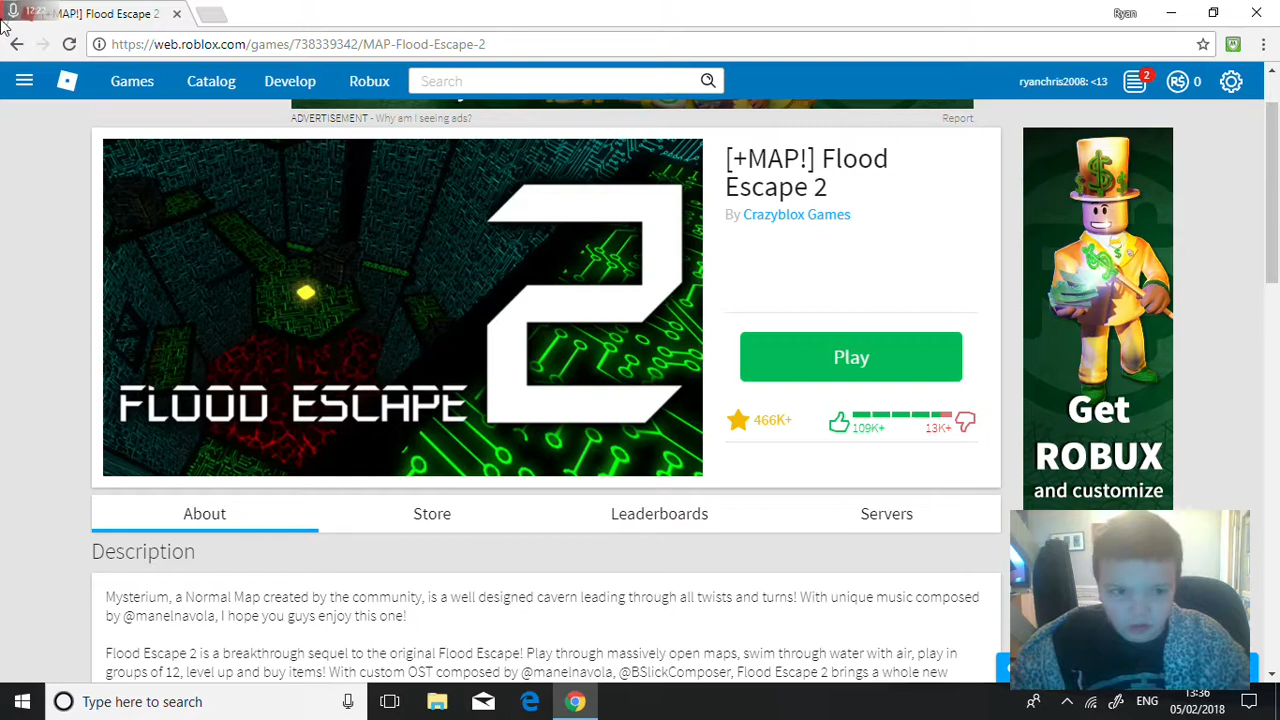 12:22
[+MAP!] Flood Escape 2
Ryan
https://web.roblox.com/games/738339342/MAP-Flood-Escape-2
Games Catalog Develop Robux Search ryanchris2008: <13 2 R$ 0
ADVERTISEMENT - Why am I seeing ads? Report
[+MAP!] Flood
Escape 2
By Crazyblox Games
2
FLOOD ESCAPE
Play
466K+ 109K+ 13K+
Get
ROBUX
and customize
About Store Leaderboards Servers
Description
Mysterium, a Normal Map created by the community, is a well designed cavern leading through all twists and turns! With unique music composed
by @manelnavola, I hope you guys enjoy this one!
Flood Escape 2 is a breakthrough sequel to the original Flood Escape! Play through massively open maps, swim through water with air, play in
groups of 12, level up and buy items! With custom OST composed by @manelnavola, @BSlickComposer, Flood Escape 2 brings a whole new
Type here to search
ENG
13:36
05/02/2018